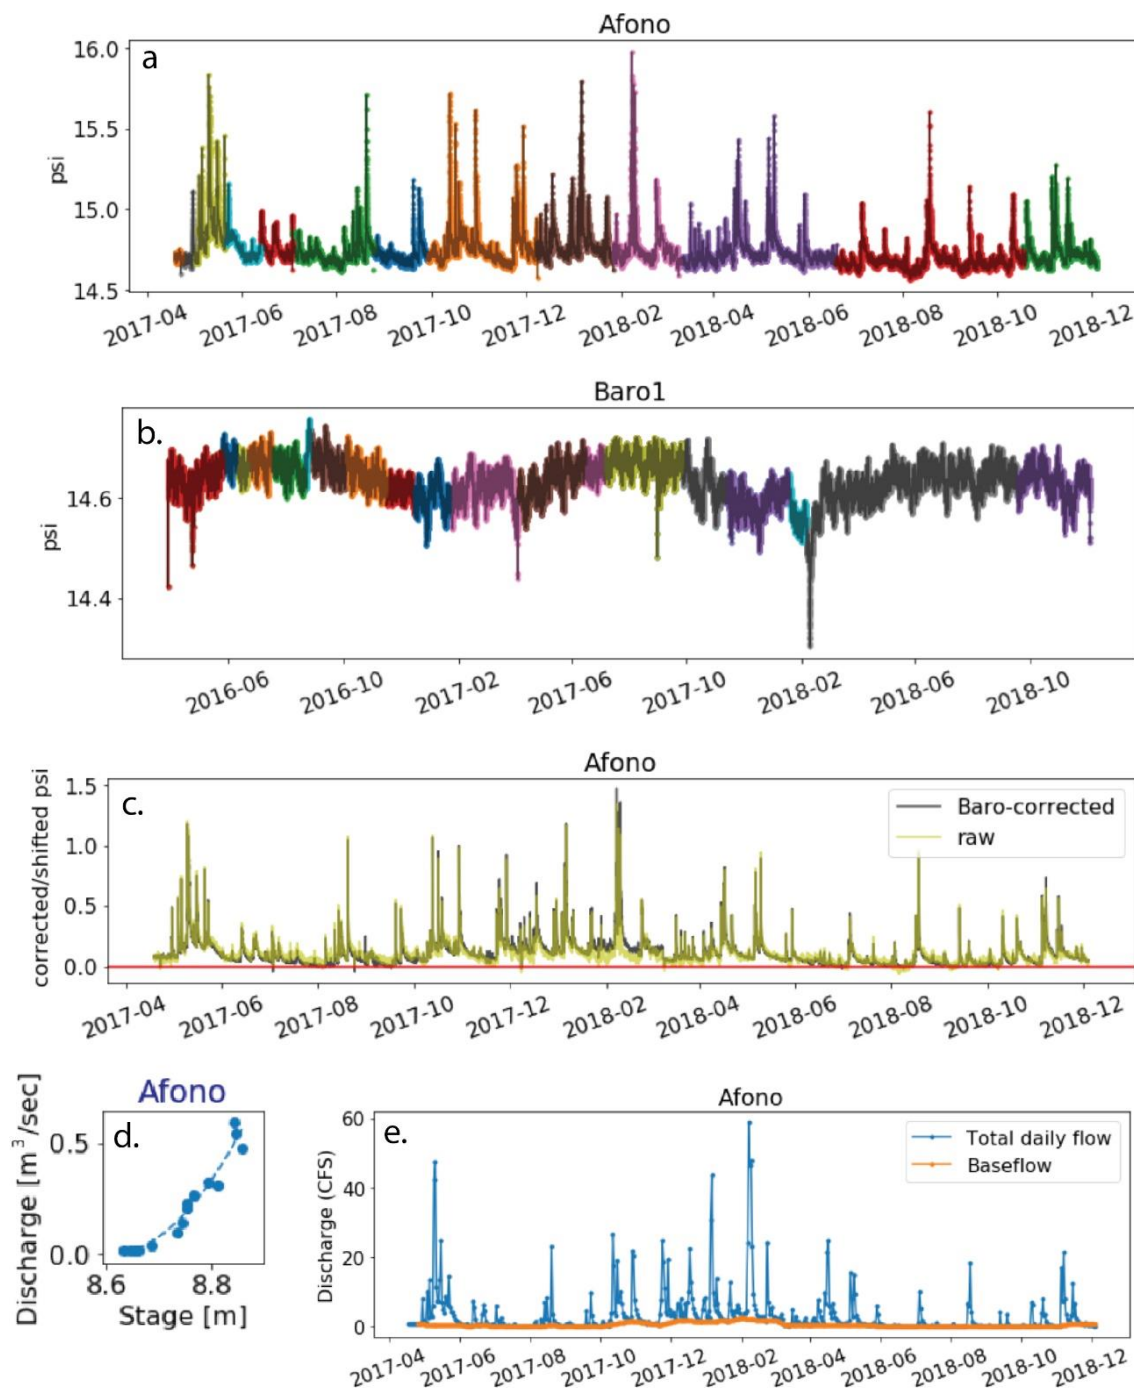 Afono
a
psi
16.0
15.5
15.0
14.5
2017-04 2017-06 2017-08 2017-10 2017-12 2018-02 2018-04 2018-06 2018-08 2018-10 2018-12
Baro1
b.
psi
14.6
14.4
2016-06 2016-10 2017-02 2017-06 2017-10 2018-02 2018-06 2018-10
Afono
c.
corrected/shifted psi
1.5
1.0
0.5
0.0
Baro-corrected
raw
2017-04 2017-06 2017-08 2017-10 2017-12 2018-02 2018-04 2018-06 2018-08 2018-10 2018-12
Afono
d.
Discharge [m³/sec]
0.5
0.0
8.6 8.8
Stage [m]
Afono
e.
Discharge (CFS)
60
40
20
0
Total daily flow
Baseflow
2017-04 2017-06 2017-08 2017-10 2017-12 2018-02 2018-04 2018-06 2018-08 2018-10 2018-12